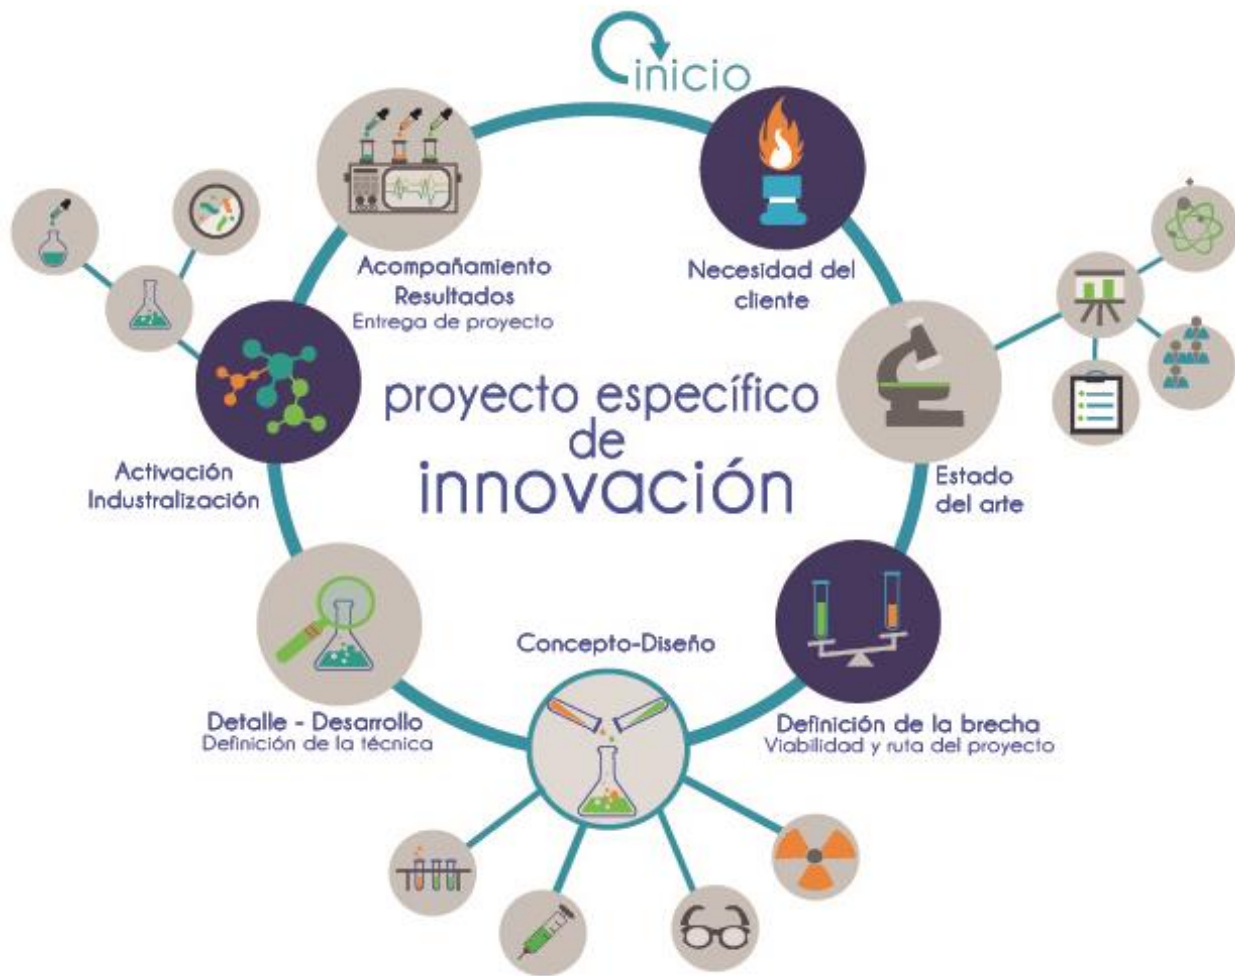 inicio
Necesidad del
cliente
Estado
del arte
Definición de la brecha
Viabilidad y ruta del proyecto
Concepto-Diseño
Detalle - Desarrollo
Definición de la técnica
Activación
Industralización
Acompañamiento
Resultados
Entrega de proyecto
proyecto específico
de
innovación